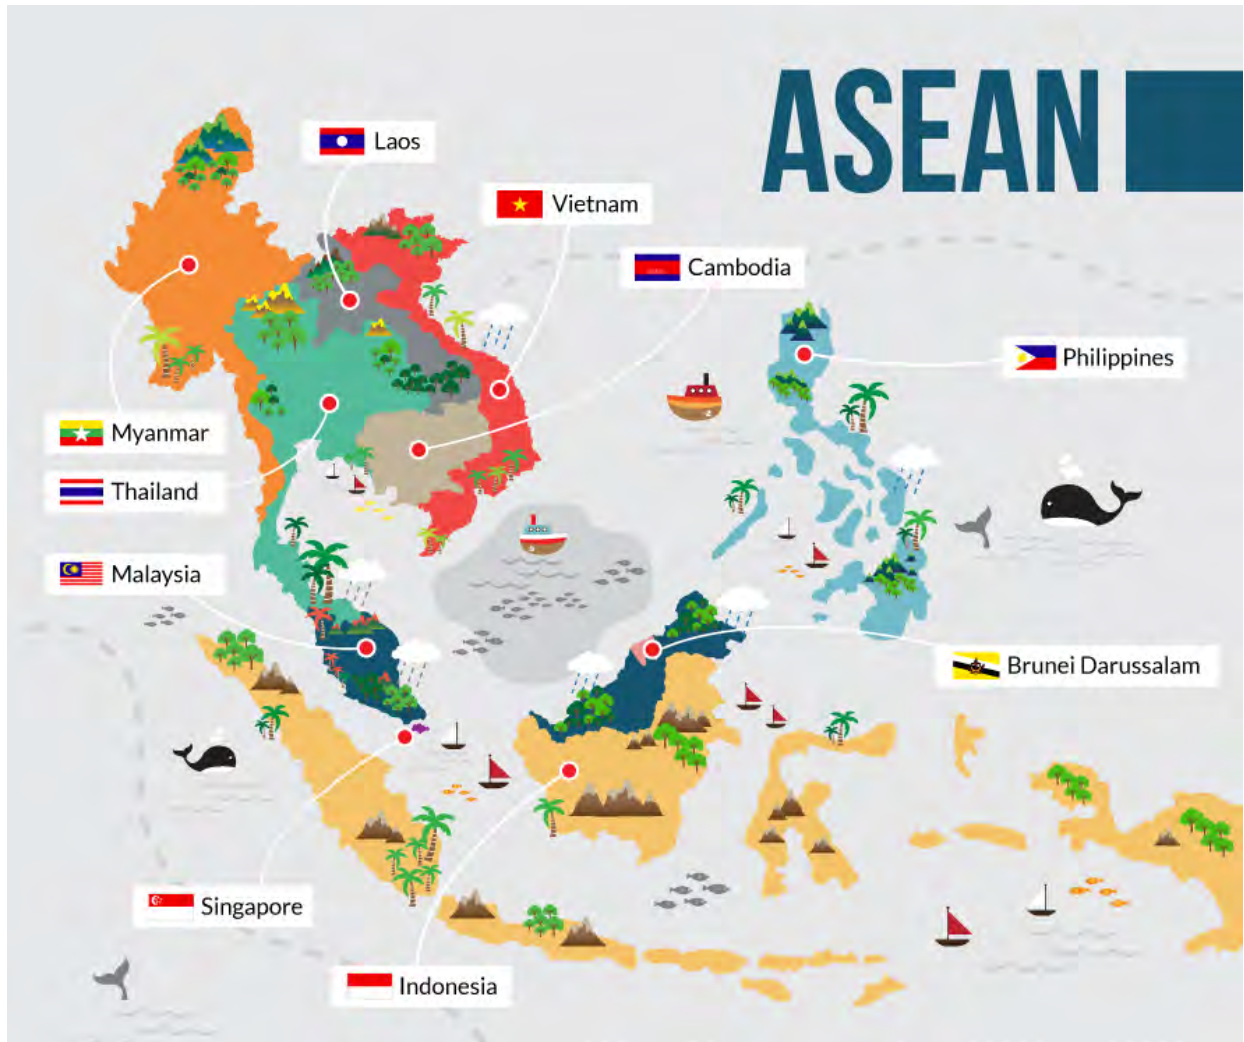 ASEAN
Laos
Vietnam
Cambodia
Philippines
Myanmar
Thailand
Malaysia
Brunei Darussalam
Singapore
Indonesia